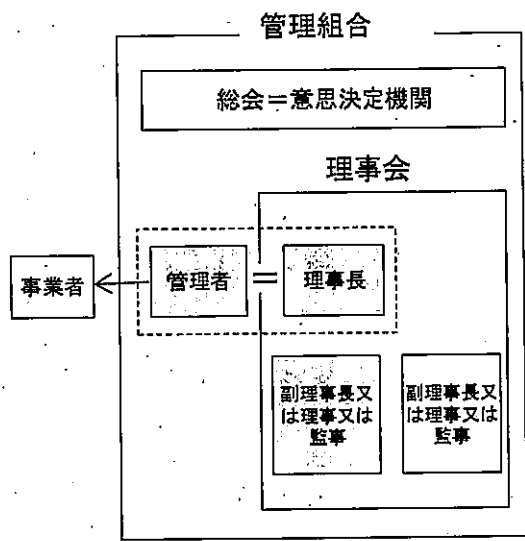 管理組合
総会＝意思決定機関
理事会
事業者
管理者
＝
理事長
副理事長又
は理事又は
監事
副理事長又
は理事又は
監事